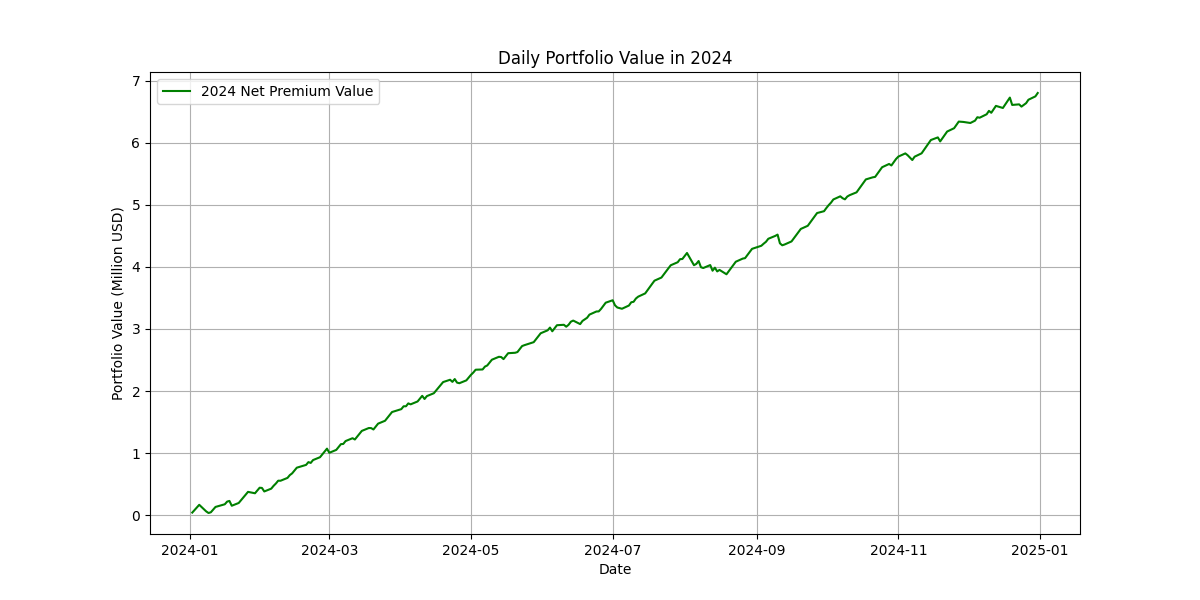 Daily Portfolio Value in 2024
2024 Net Premium Value
Portfolio Value (Million USD)
7
6
5
4
3
2
1
0
2024-01 2024-03 2024-05 2024-07 2024-09 2024-11 2025-01
Date